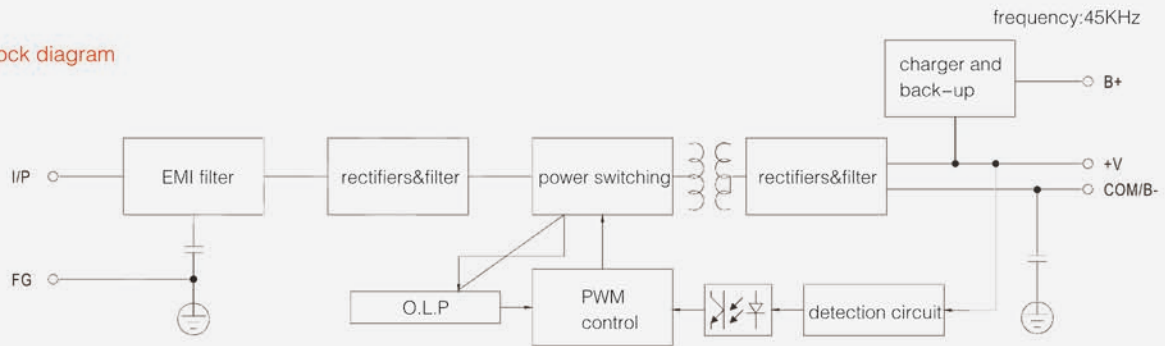 frequency:45KHz
ock diagram
charger and
back-up
B+
I/P
EMI filter
rectifiers&filter
power switching
rectifiers&filter
+V
COM/B-
FG
O.L.P
PWM
control
detection circuit